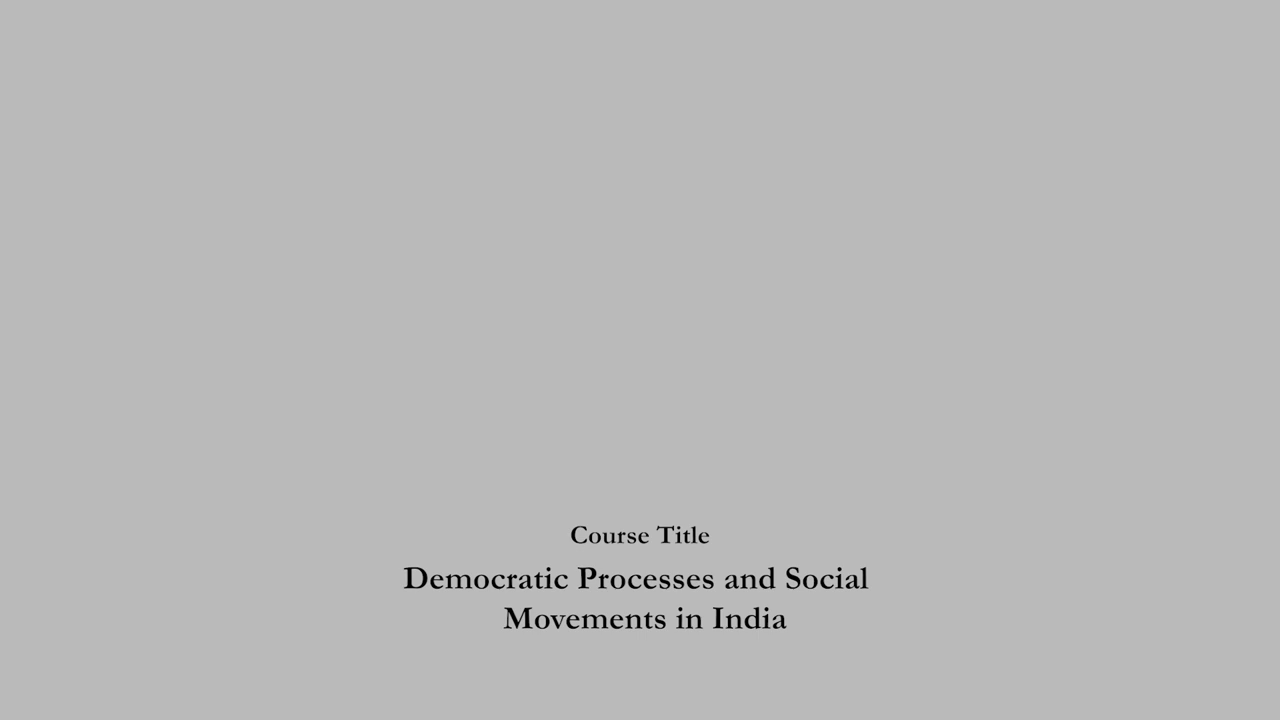 Course Title
Democratic Processes and Social
Movements in India